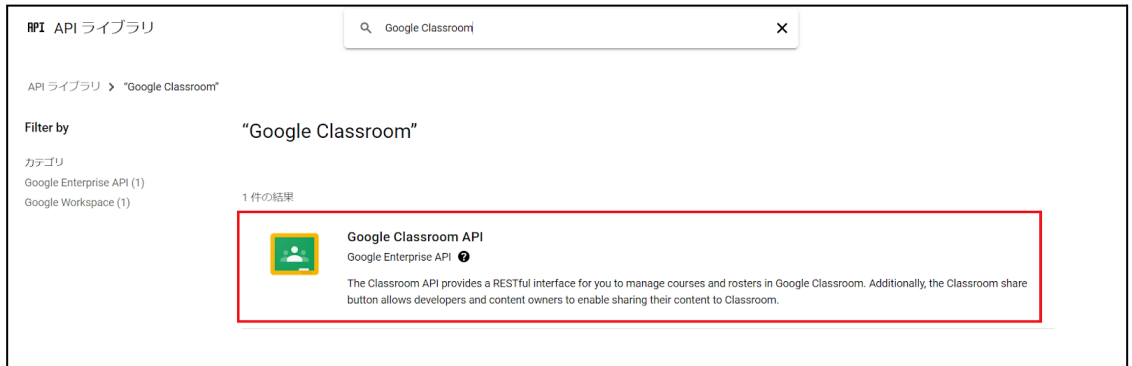 API API ライブラリ
Google Classroom
API ライブラリ > "Google Classroom"
Filter by
カテゴリ
Google Enterprise API (1)
Google Workspace (1)
“Google Classroom”
1 件の結果
Google Classroom API
Google Enterprise API
The Classroom API provides a RESTful interface for you to manage courses and rosters in Google Classroom. Additionally, the Classroom share
button allows developers and content owners to enable sharing their content to Classroom.